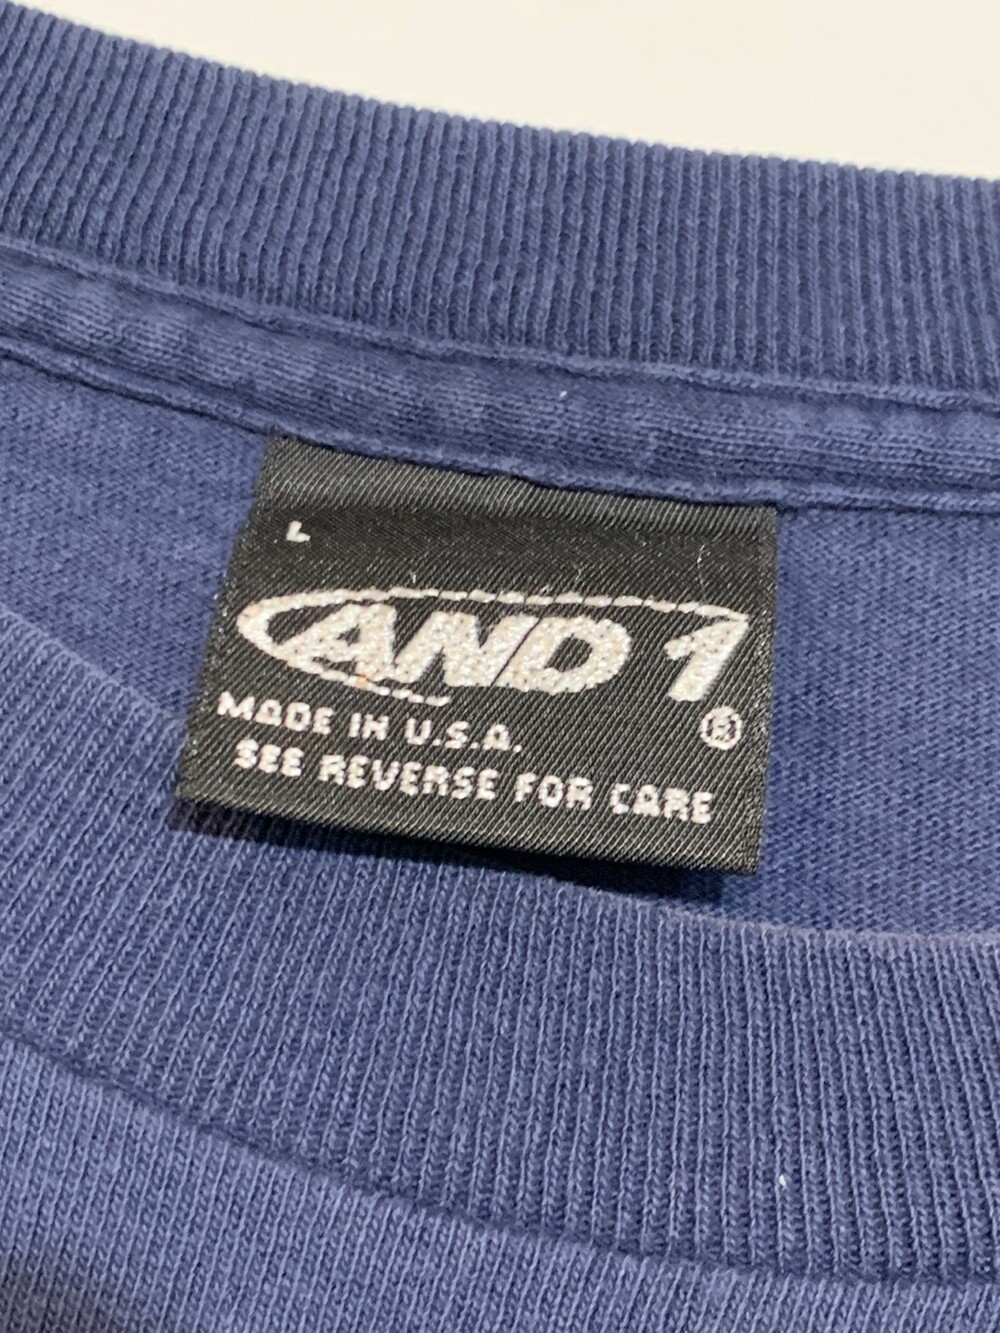 L
AND 1
®
MADE IN U.S.A.
SEE REVERSE FOR CARE